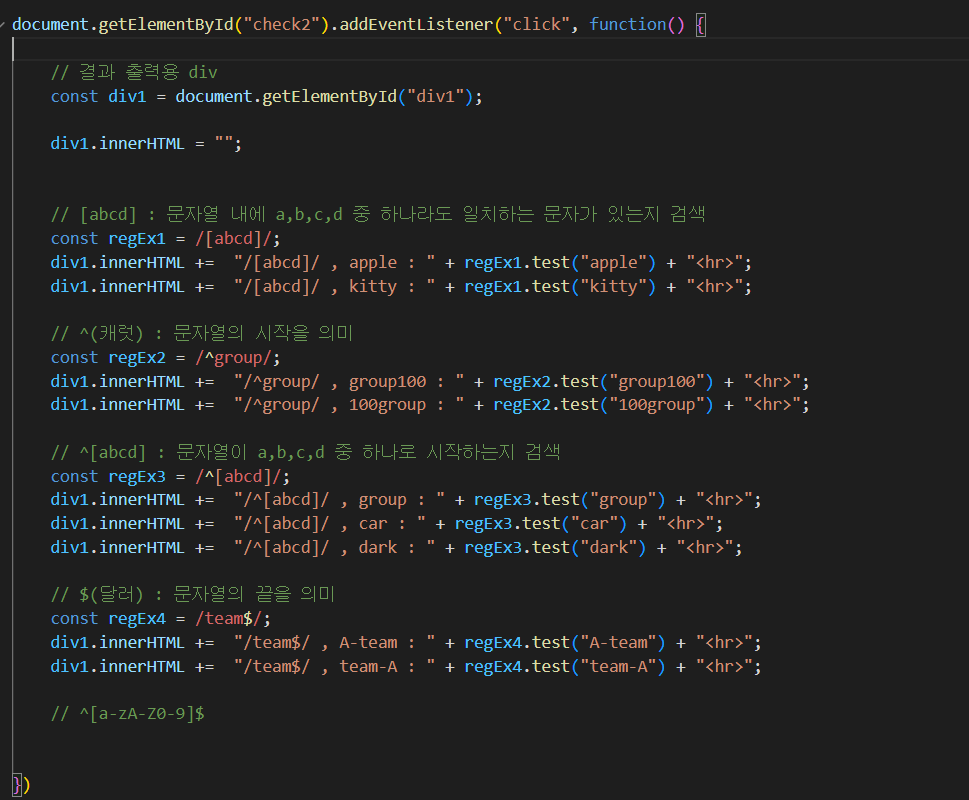 document.getElementById("check2").addEventListener("click", function() {
// 결과 출력용 div
const div1 = document.getElementById("div1");
div1.innerHTML = "";
// [abcd] : 문자열 내에 a,b,c,d 중 하나라도 일치하는 문자가 있는지 검색
const regEx1 = /[abcd]/;
div1.innerHTML +=  "/[abcd]/ , apple : " + regEx1.test("apple") + "<hr>";
div1.innerHTML +=  "/[abcd]/ , kitty : " + regEx1.test("kitty") + "<hr>";
// ^(캐럿) : 문자열의 시작을 의미
const regEx2 = /^group/;
div1.innerHTML +=  "/^group/ , group100 : " + regEx2.test("group100") + "<hr>";
div1.innerHTML +=  "/^group/ , 100group : " + regEx2.test("100group") + "<hr>";
// ^[abcd] : 문자열이 a,b,c,d 중 하나로 시작하는지 검색
const regEx3 = /^[abcd]/;
div1.innerHTML +=  "/^[abcd]/ , group : " + regEx3.test("group") + "<hr>";
div1.innerHTML +=  "/^[abcd]/ , car : " + regEx3.test("car") + "<hr>";
div1.innerHTML +=  "/^[abcd]/ , dark : " + regEx3.test("dark") + "<hr>";
// $(달러) : 문자열의 끝을 의미
const regEx4 = /team$/;
div1.innerHTML +=  "/team$/ , A-team : " + regEx4.test("A-team") + "<hr>";
div1.innerHTML +=  "/team$/ , team-A : " + regEx4.test("team-A") + "<hr>";
// ^[a-zA-Z0-9]$
})